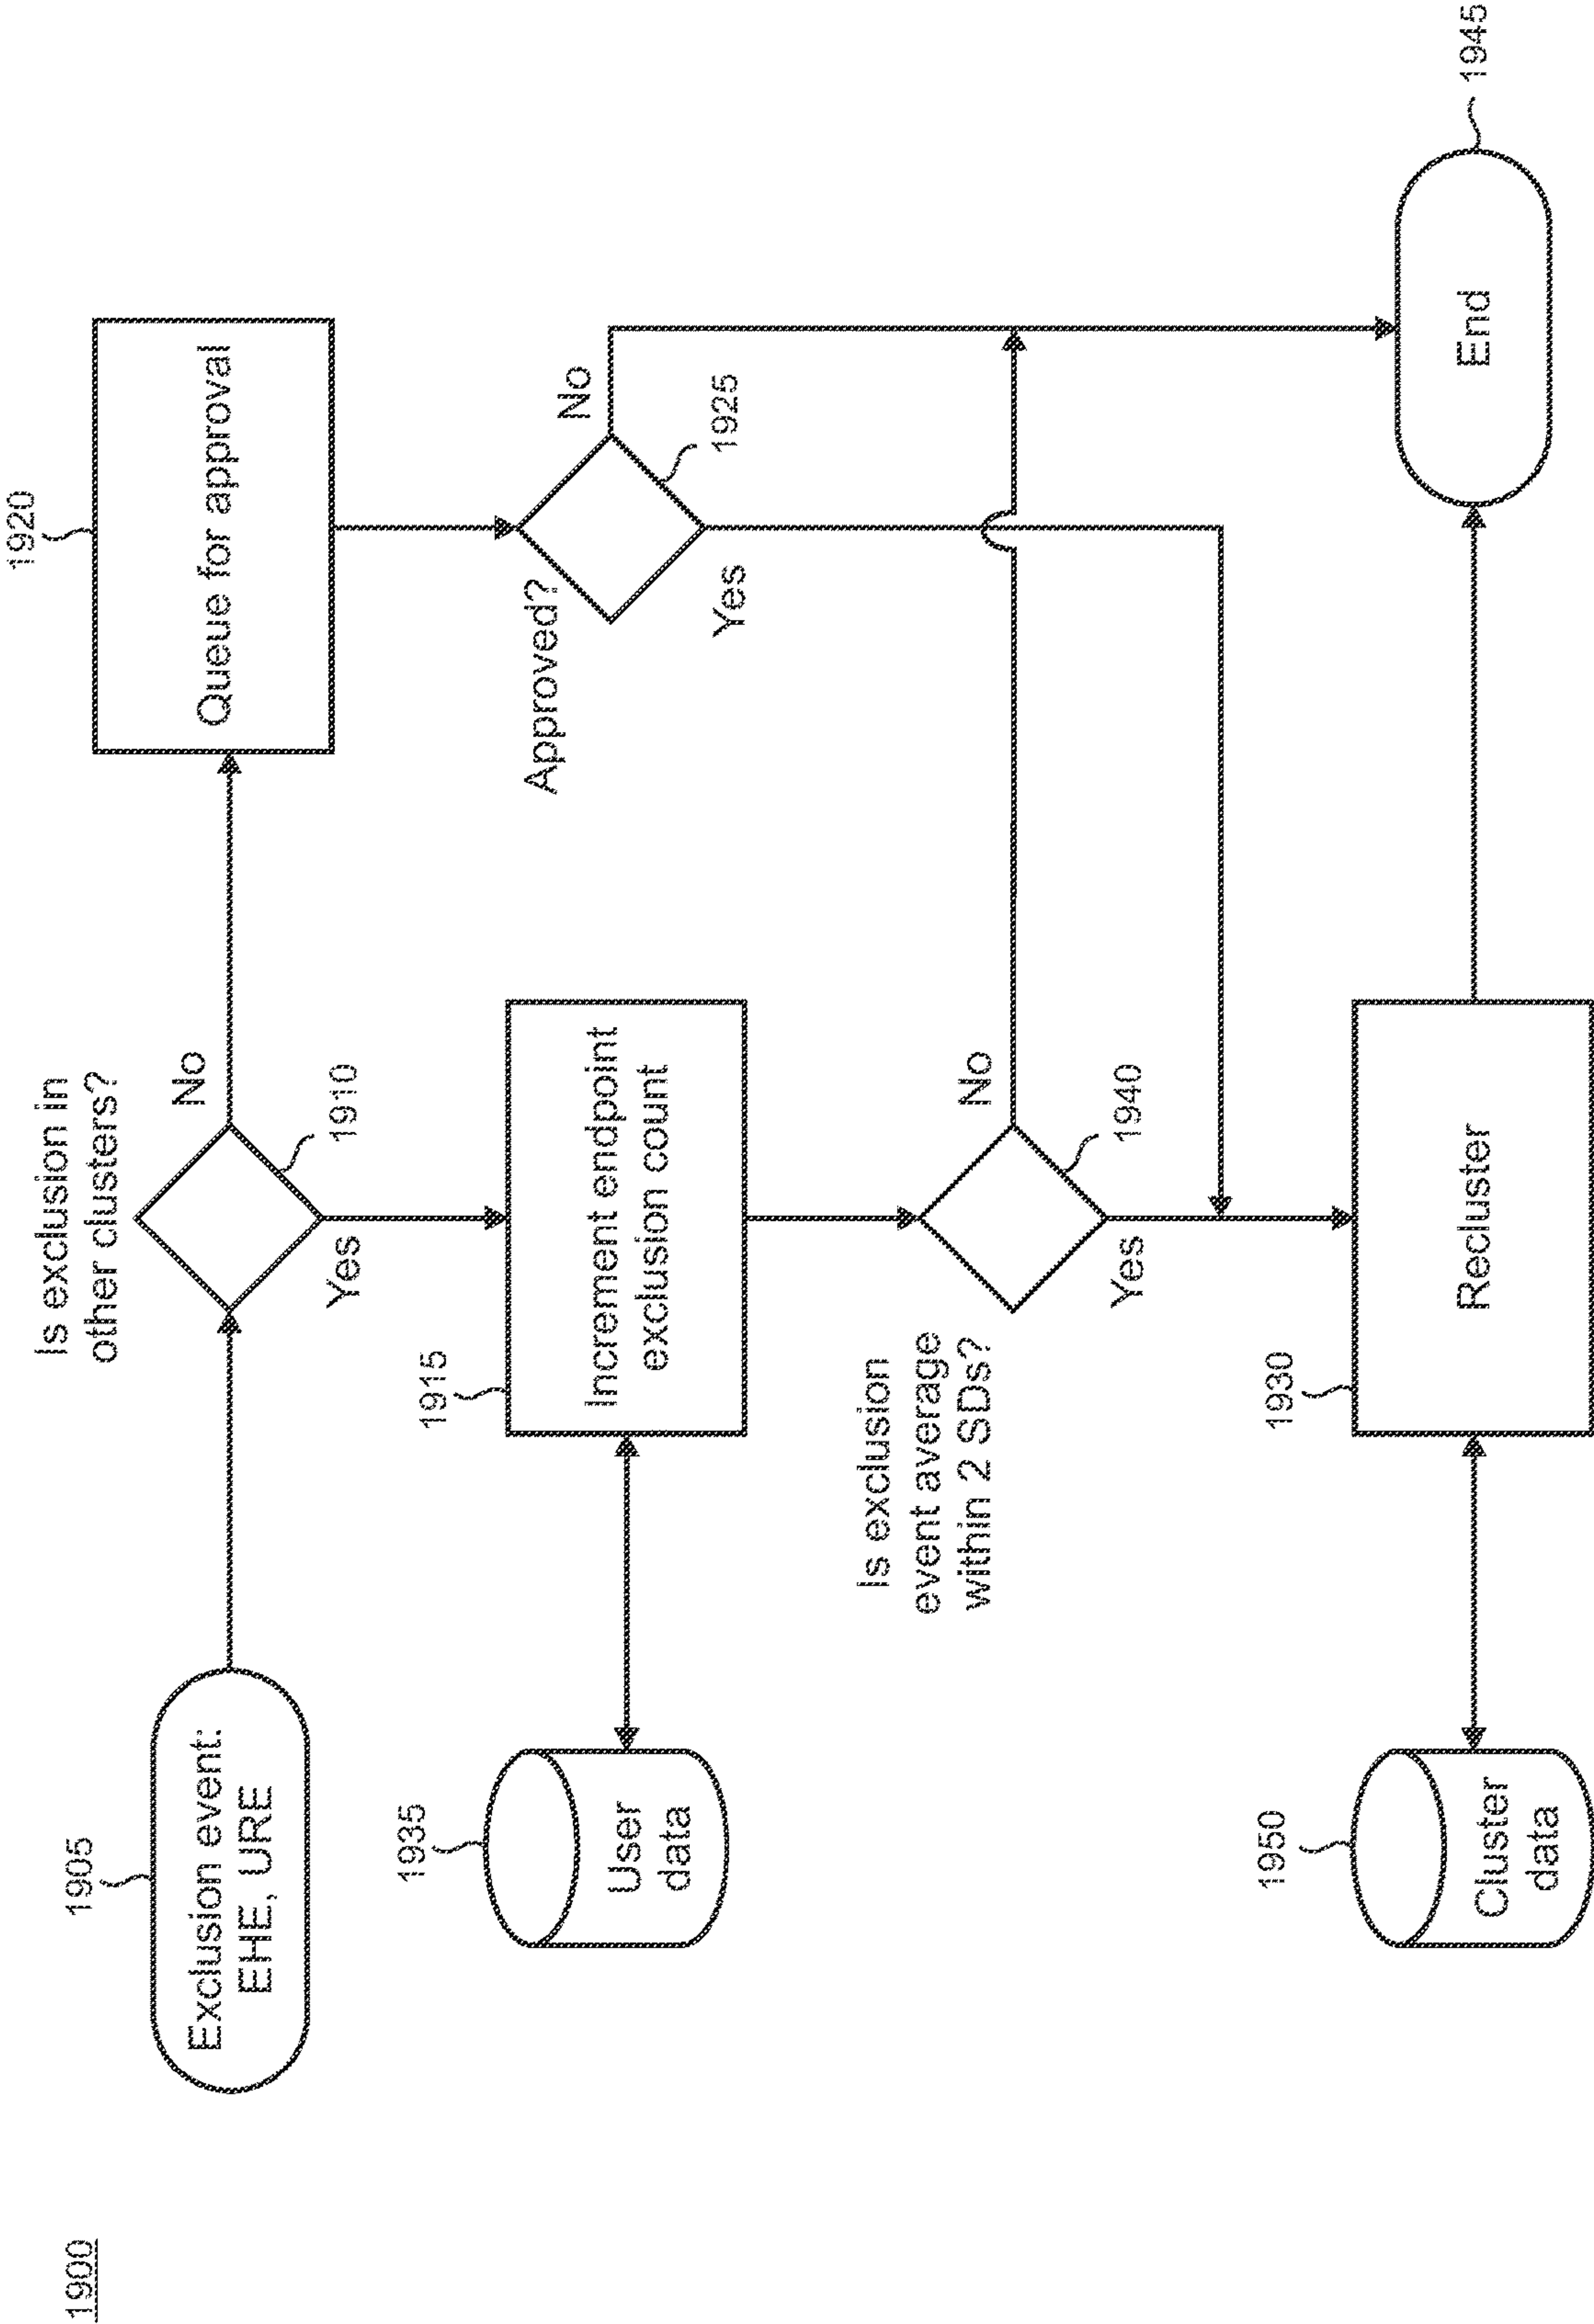 1900
1905
Exclusion event:
EHE, URE
Is exclusion in
other clusters?
No
1910
Yes
1920
Queue for approval
Approved?
No
1925
Yes
1935
User
data
1915
Increment endpoint
exclusion count
Is exclusion
event average
within 2 SDs?
No
1940
Yes
1950
Cluster
data
1930
Recluster
End
1945